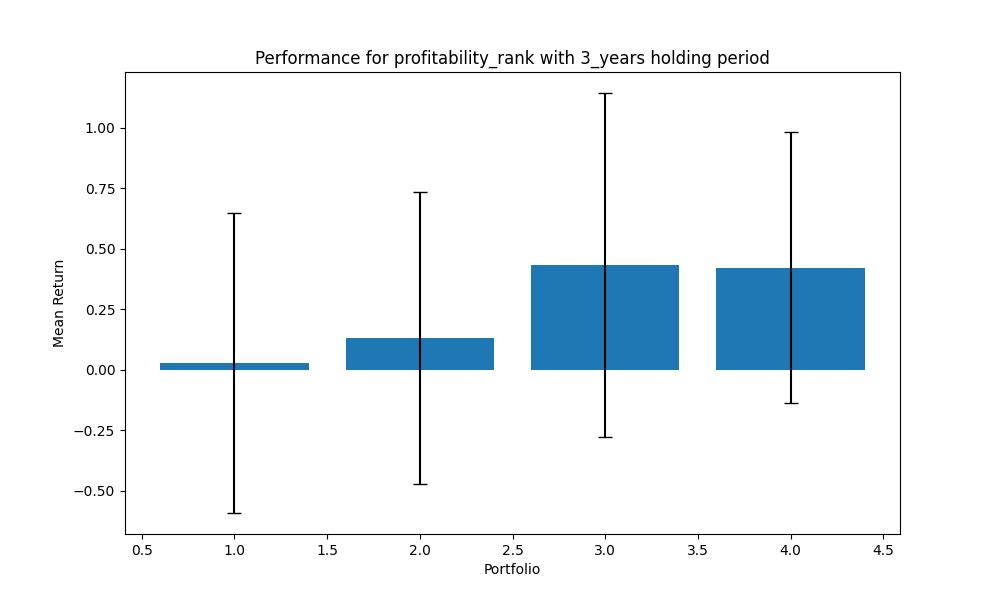 Performance for profitability_rank with 3_years holding period
Mean Return
1.00
0.75
0.50
0.25
0.00
−0.25
−0.50
0.5 1.0 1.5 2.0 2.5 3.0 3.5 4.0 4.5
Portfolio